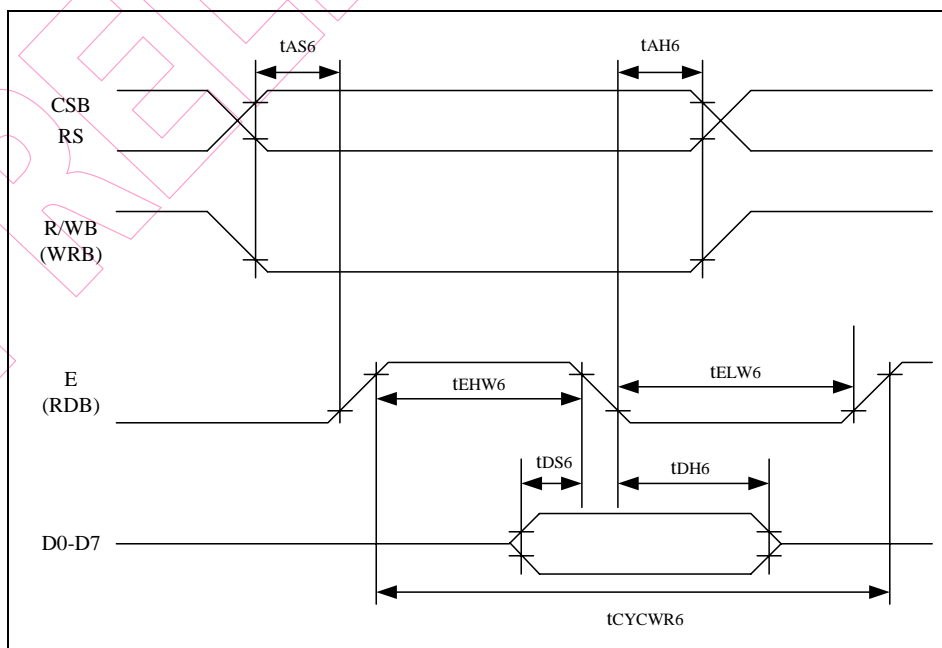 tAS6
tAH6
CSB
RS
R/WB
(WRB)
E
(RDB)
tEHW6
tELW6
tDS6
tDH6
D0-D7
tCYCWR6